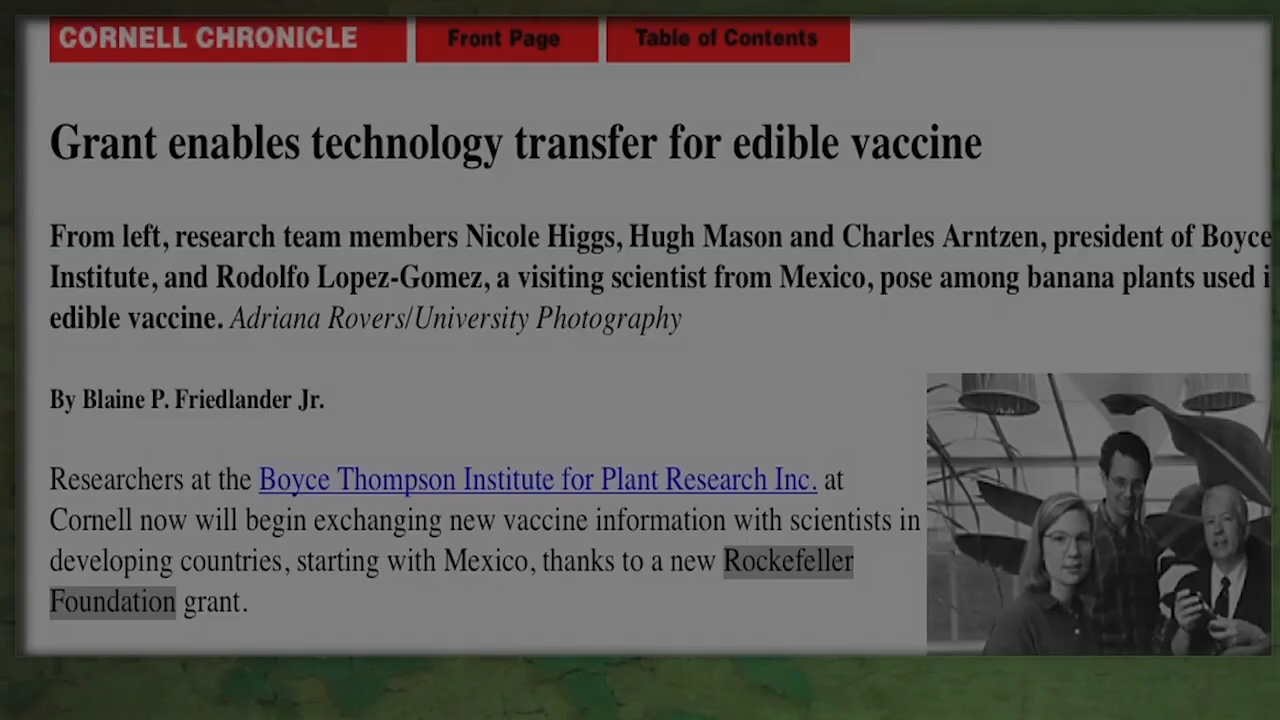 CORNELL CHRONICLE Front Page Table of Contents
Grant enables technology transfer for edible vaccine
From left, research team members Nicole Higgs, Hugh Mason and Charles Arntzen, president of Boyce
Institute, and Rodolfo Lopez-Gomez, a visiting scientist from Mexico, pose among banana plants used i
edible vaccine. Adriana Rovers/University Photography
By Blaine P. Friedlander Jr.
Researchers at the Boyce Thompson Institute for Plant Research Inc. at
Cornell now will begin exchanging new vaccine information with scientists in
developing countries, starting with Mexico, thanks to a new Rockefeller
Foundation grant.